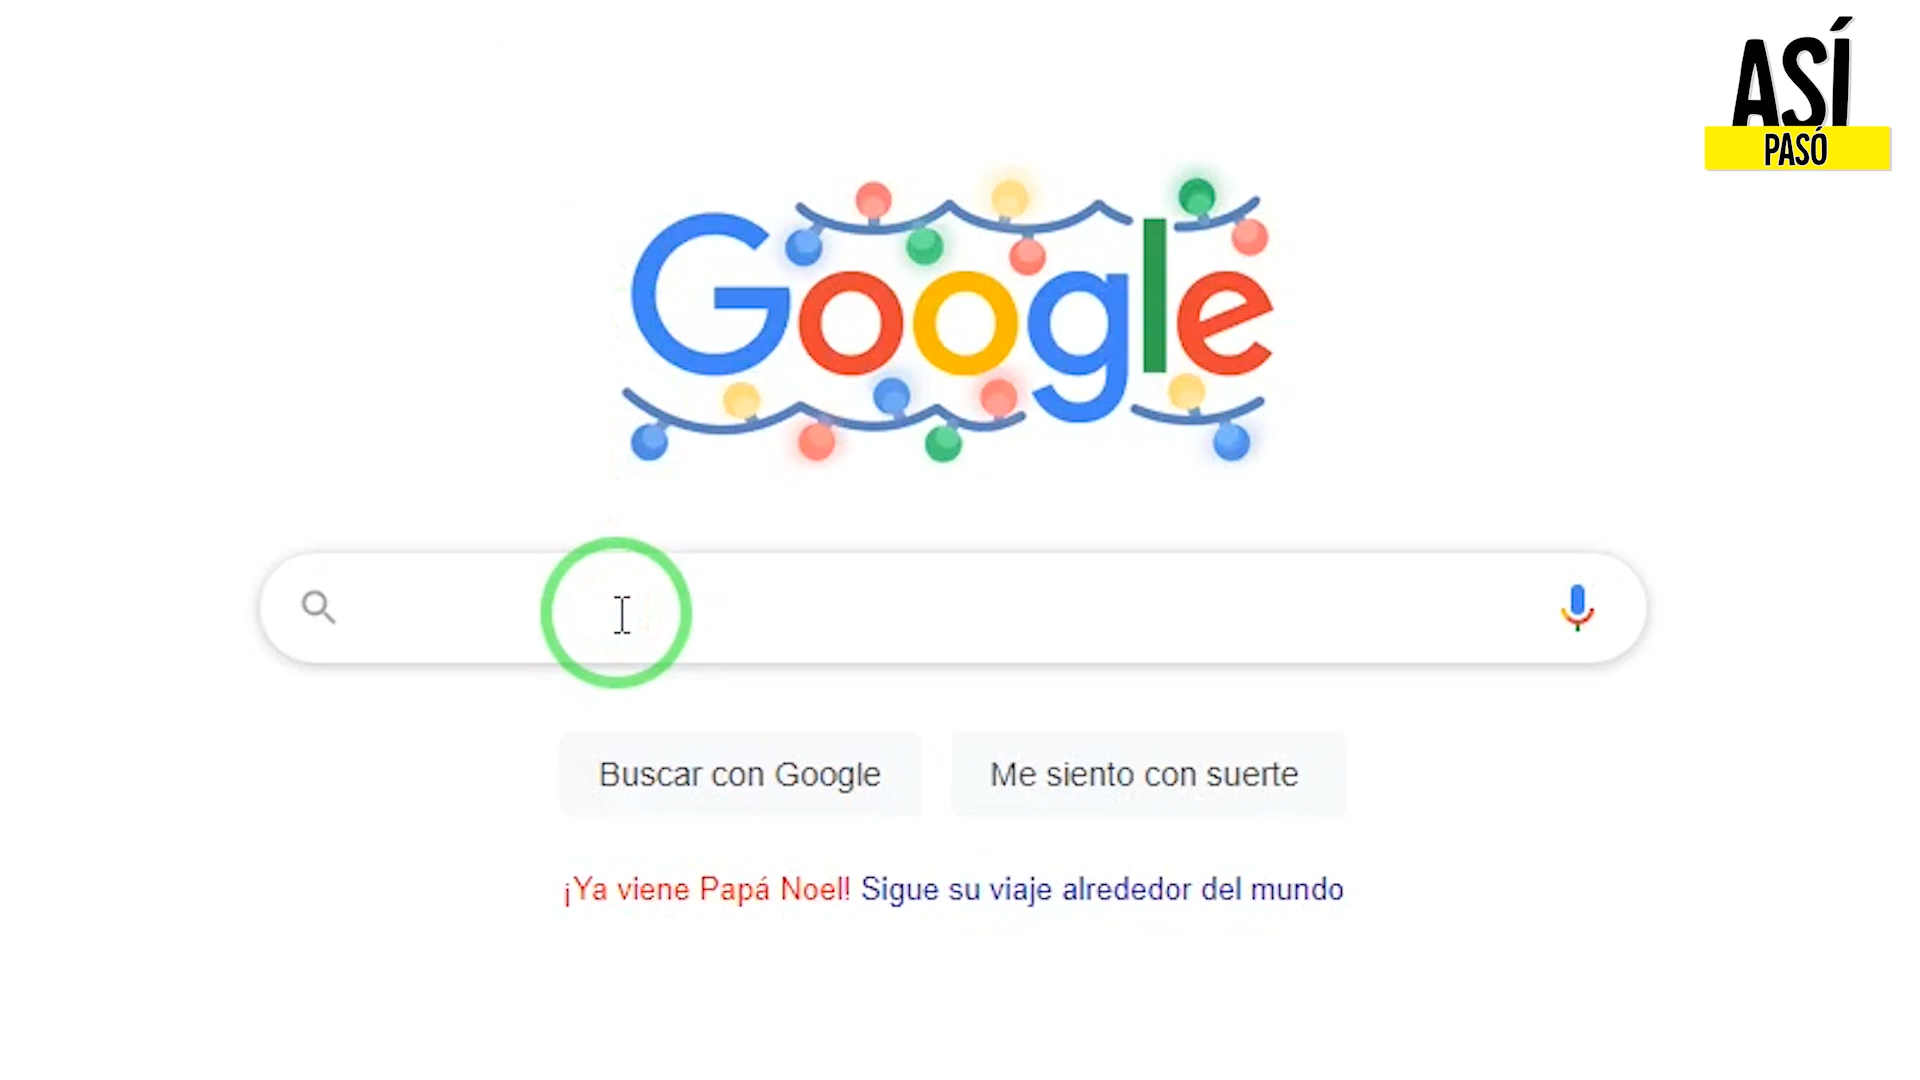 ASÍ
PASÓ
Google
Buscar con Google
Me siento con suerte
¡Ya viene Papá Noel! Sigue su viaje alrededor del mundo